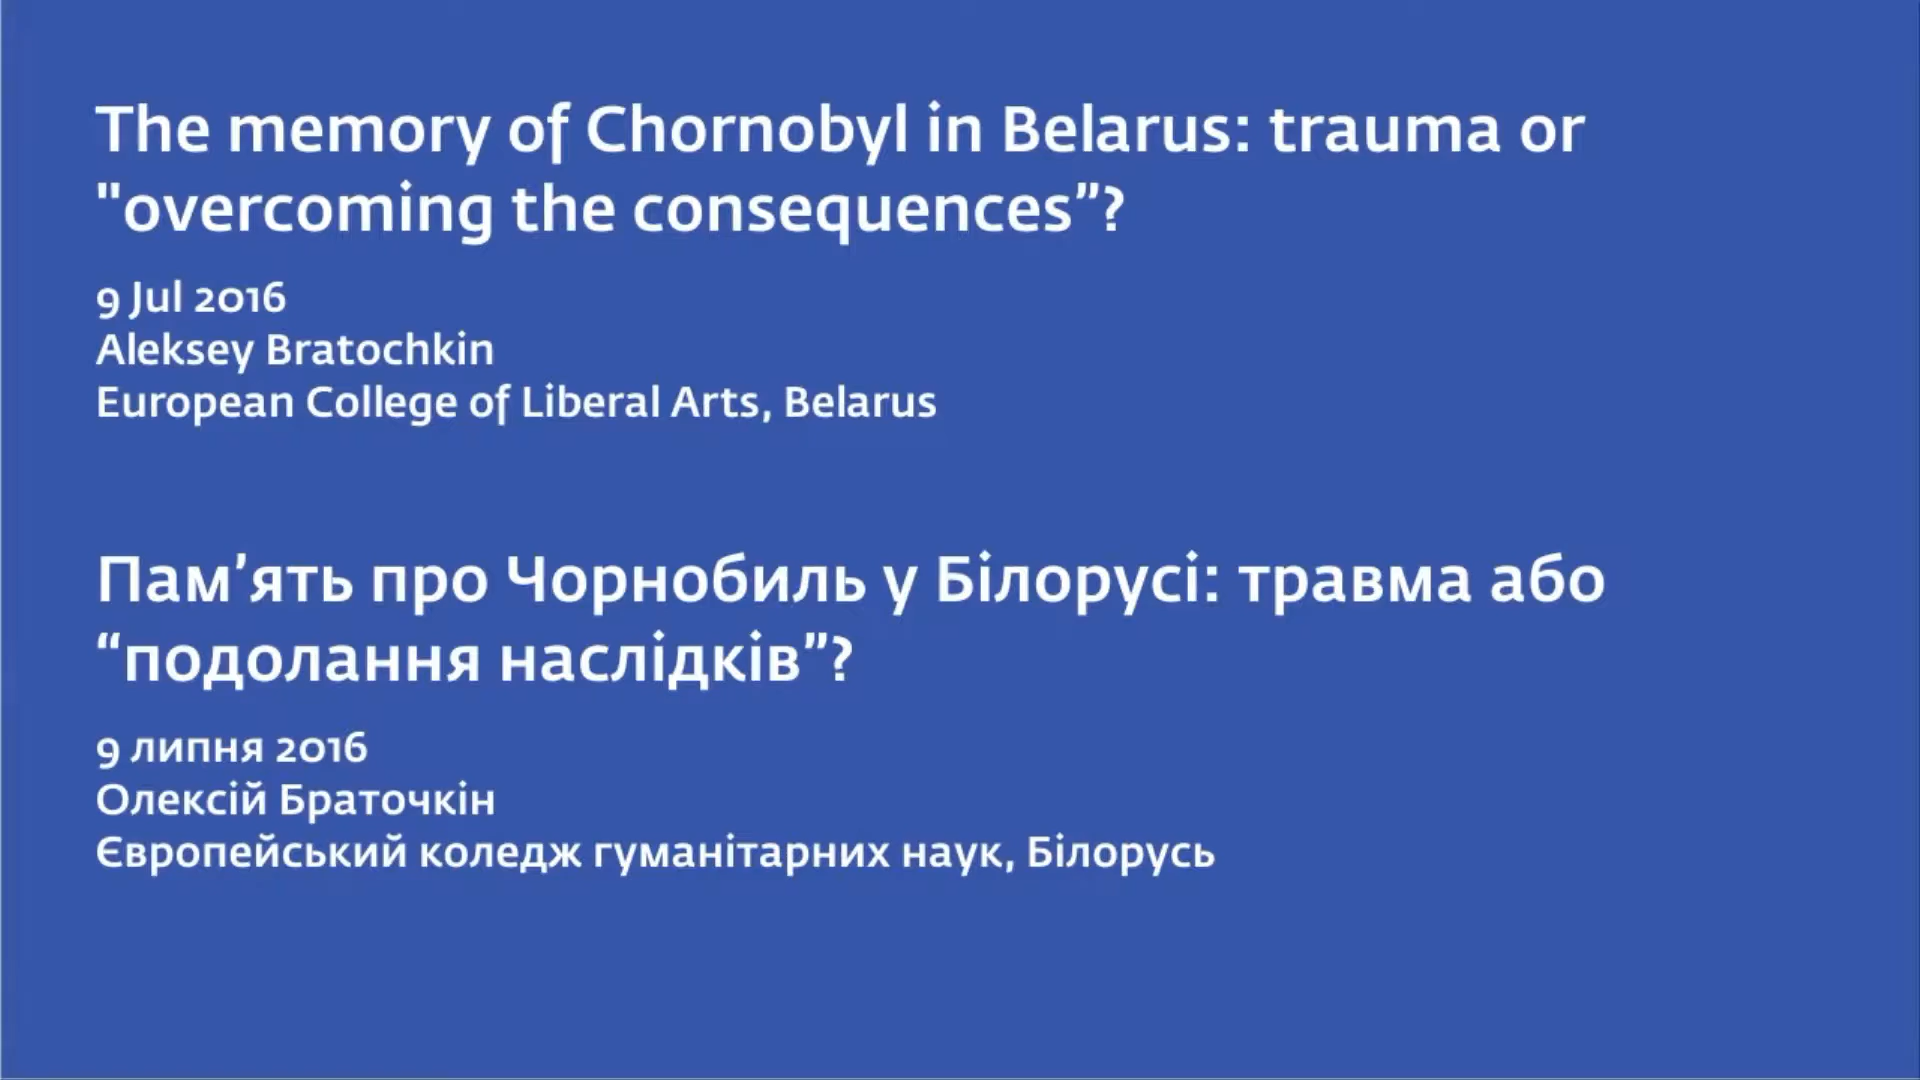 The memory of Chornobyl in Belarus: trauma or
"overcoming the consequences”?
9 Jul 2016
Aleksey Bratochkin
European College of Liberal Arts, Belarus
Пам’ять про Чорнобиль у Білорусі: травма або
“подолання наслідків”?
9 липня 2016
Олексій Браточкін
Європейський коледж гуманітарних наук, Білорусь